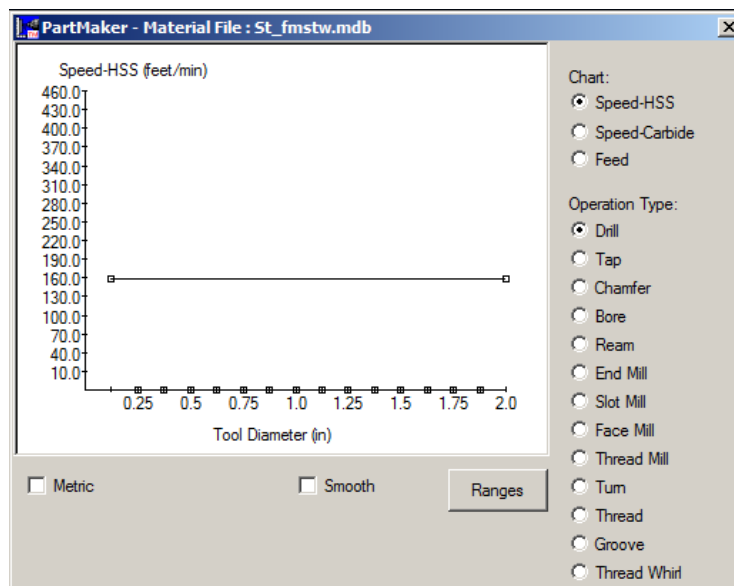 PartMaker - Material File : St_fmstw.mdb
Speed-HSS (feet/min)
460.0
430.0
400.0
370.0
340.0
310.0
280.0
250.0
220.0
190.0
160.0
130.0
100.0
70.0
40.0
10.0
0.25 0.5 0.75 1.0 1.25 1.5 1.75 2.0
Tool Diameter (in)
Metric
Smooth
Ranges
Chart:
Speed-HSS
Speed-Carbide
Feed
Operation Type:
Drill
Tap
Chamfer
Bore
Ream
End Mill
Slot Mill
Face Mill
Thread Mill
Turn
Thread
Groove
Thread Whirl